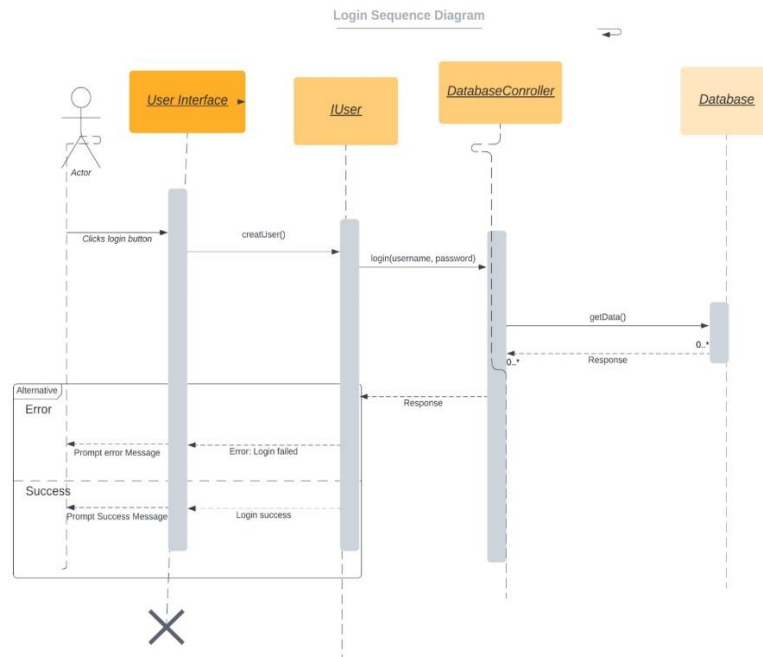 Login Sequence Diagram
User Interface
IUser
DatabaseConroller
Database
Actor
Clicks login button
creatUser()
login(username, password)
getData()
0..*
Response
0..*
Alternative
Error
Response
Prompt error Message
Error: Login failed
Success
Prompt Success Message
Login success